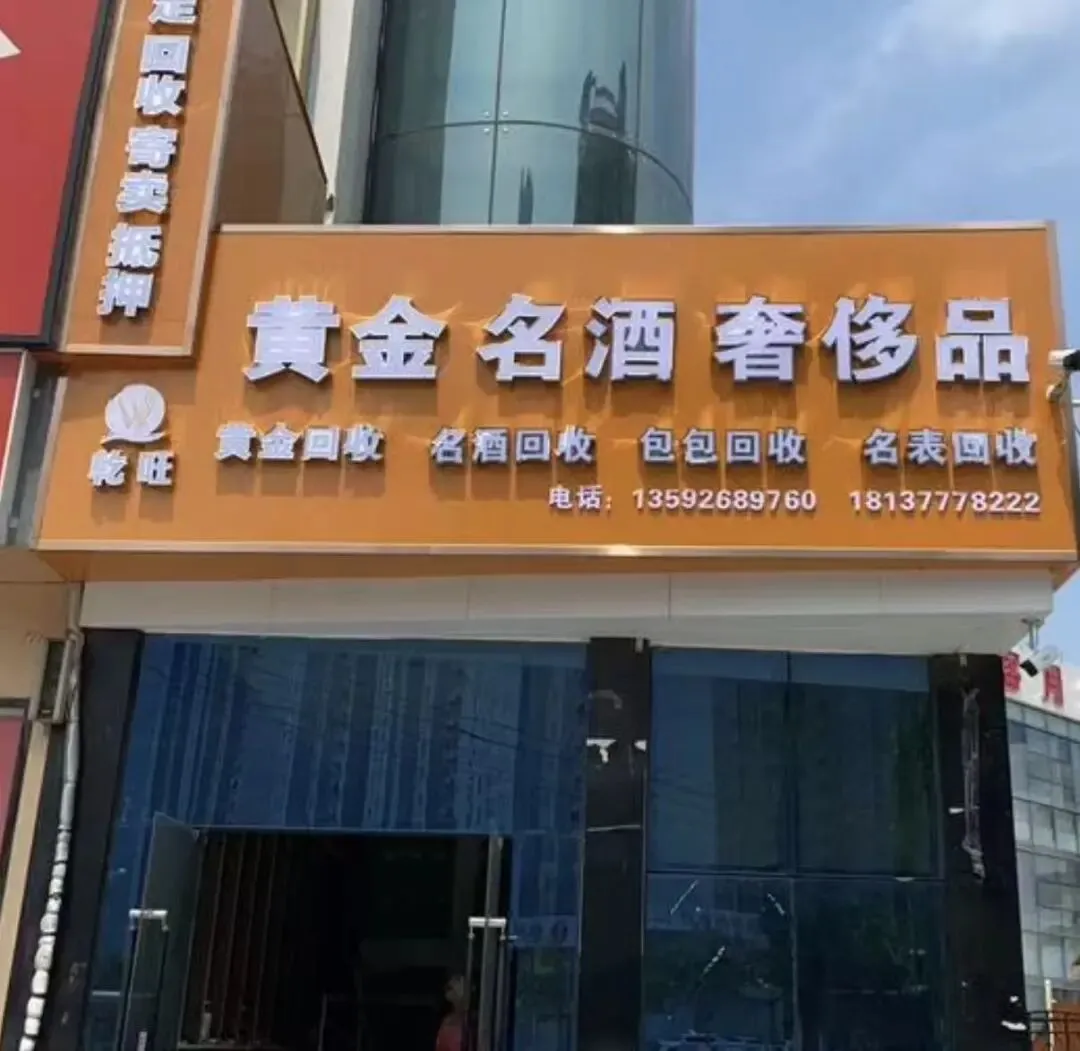 定回收寄卖抵押
黄金 名酒 奢侈品
乾旺
黄金回收 名酒回收 包包回收 名表回收
电话：13592689760 18137778222